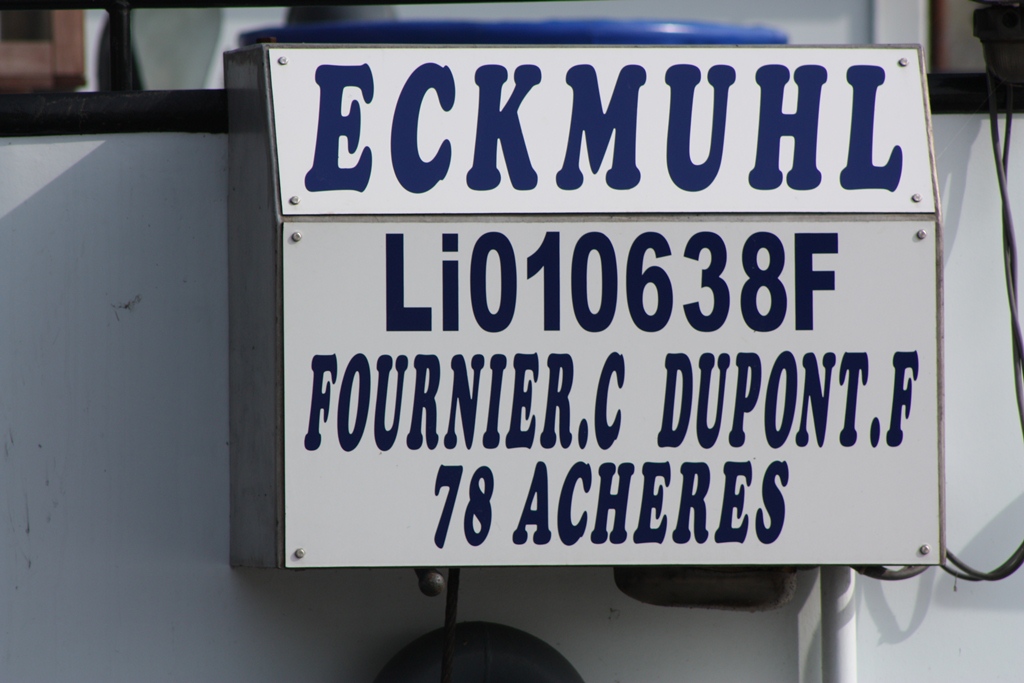 ECKMUHL
Li010638F
FOURNIER.C DUPONT.F
78 ACHERES